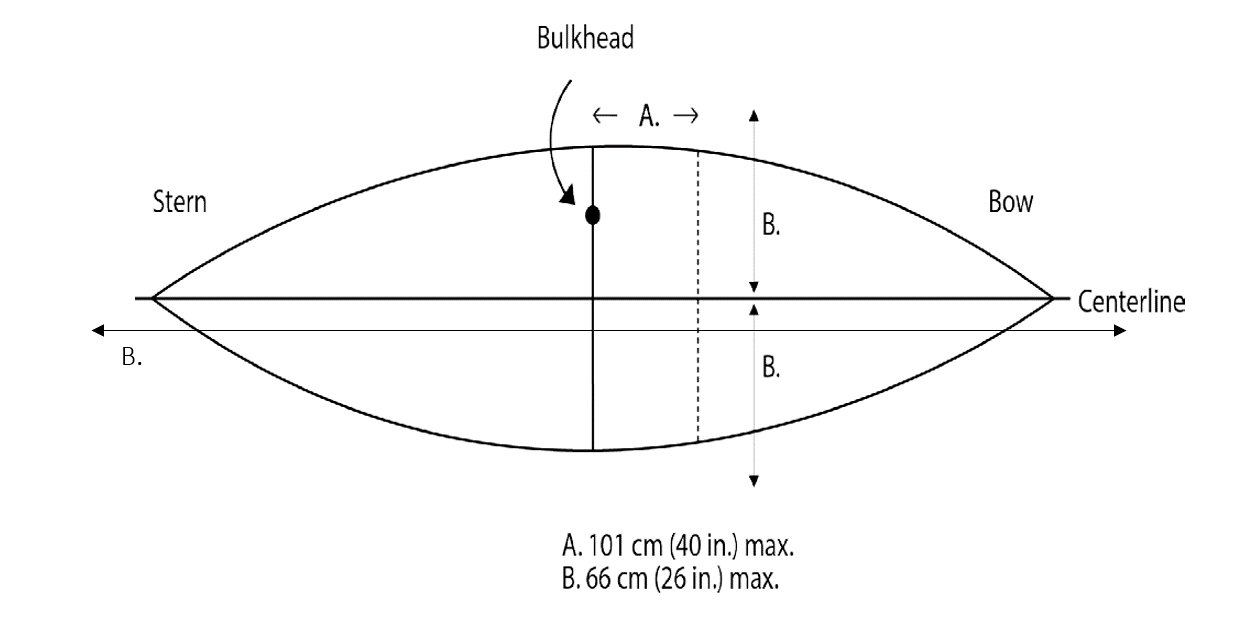 Bulkhead
← A. →
Stern
Bow
B.
Centerline
B.
B.
A. 101 cm (40 in.) max.
B. 66 cm (26 in.) max.